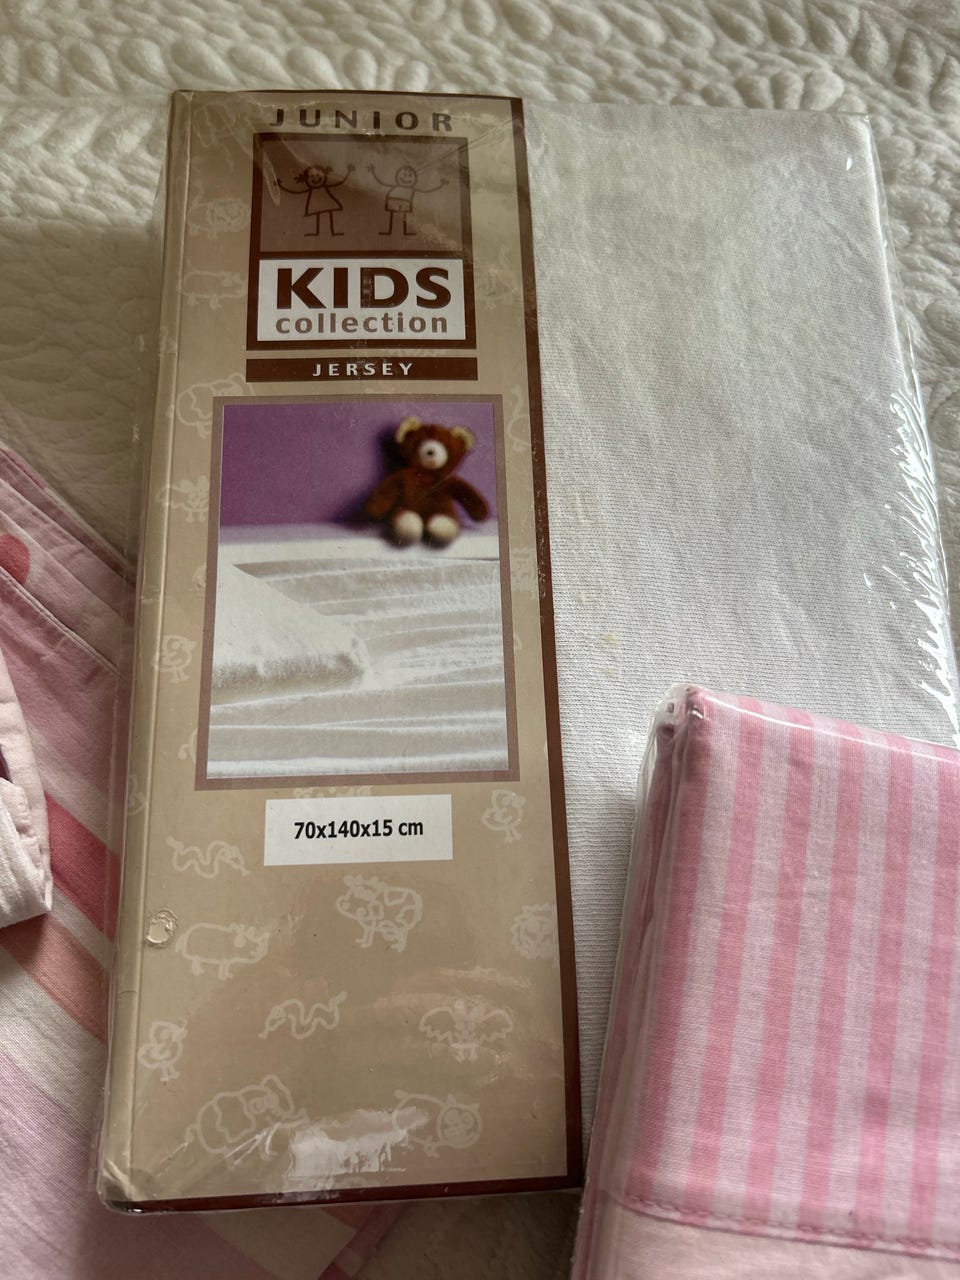 JUNIOR
KIDS
collection
JERSEY
70x140x15 cm